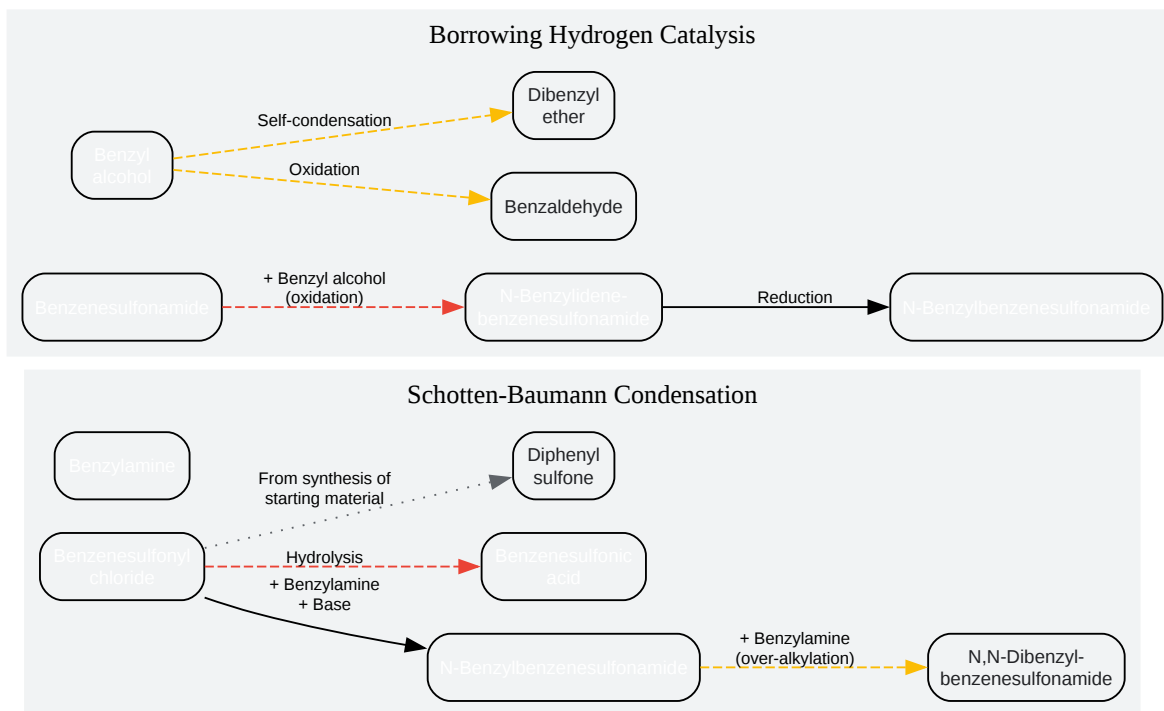 Borrowing Hydrogen Catalysis
Dibenzyl
ether
Self-condensation
Benzyl
alcohol
Oxidation
Benzaldehyde
+ Benzyl alcohol
(oxidation)
Benzenesulfonamide
N-Benzylidene-
benzenesulfonamide
Reduction
N-Benzylbenzenesulfonamide
Schotten-Baumann Condensation
Benzylamine
From synthesis of
starting material
Diphenyl
sulfone
Benzenesulfonyl
chloride
Hydrolysis
Benzenesulfonic
acid
+ Benzylamine
+ Base
N-Benzylbenzenesulfonamide
+ Benzylamine
(over-alkylation)
N,N-Dibenzyl-
benzenesulfonamide